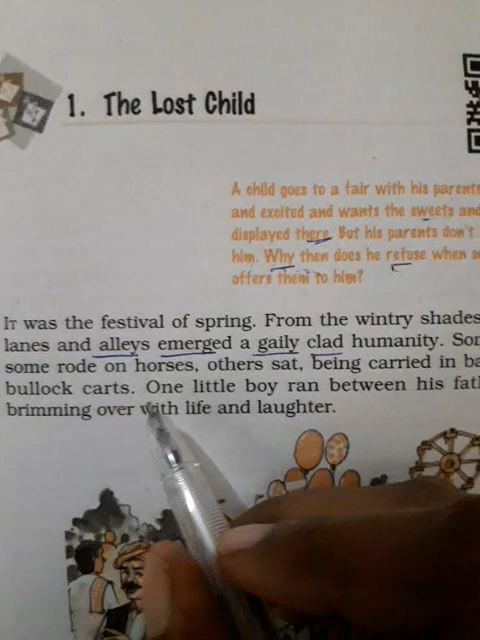 1. The Lost Child
A child goes to a fair with his parents
and excited and wants the sweets and
displayed there. But his parents don't
him. Why then does he refuse when
offers them to him?
It was the festival of spring. From the wintry shades
lanes and alleys emerged a gaily clad humanity.
some rode on horses, others sat, being carried in
bullock carts. One little boy ran between his
brimming over with life and laughter.